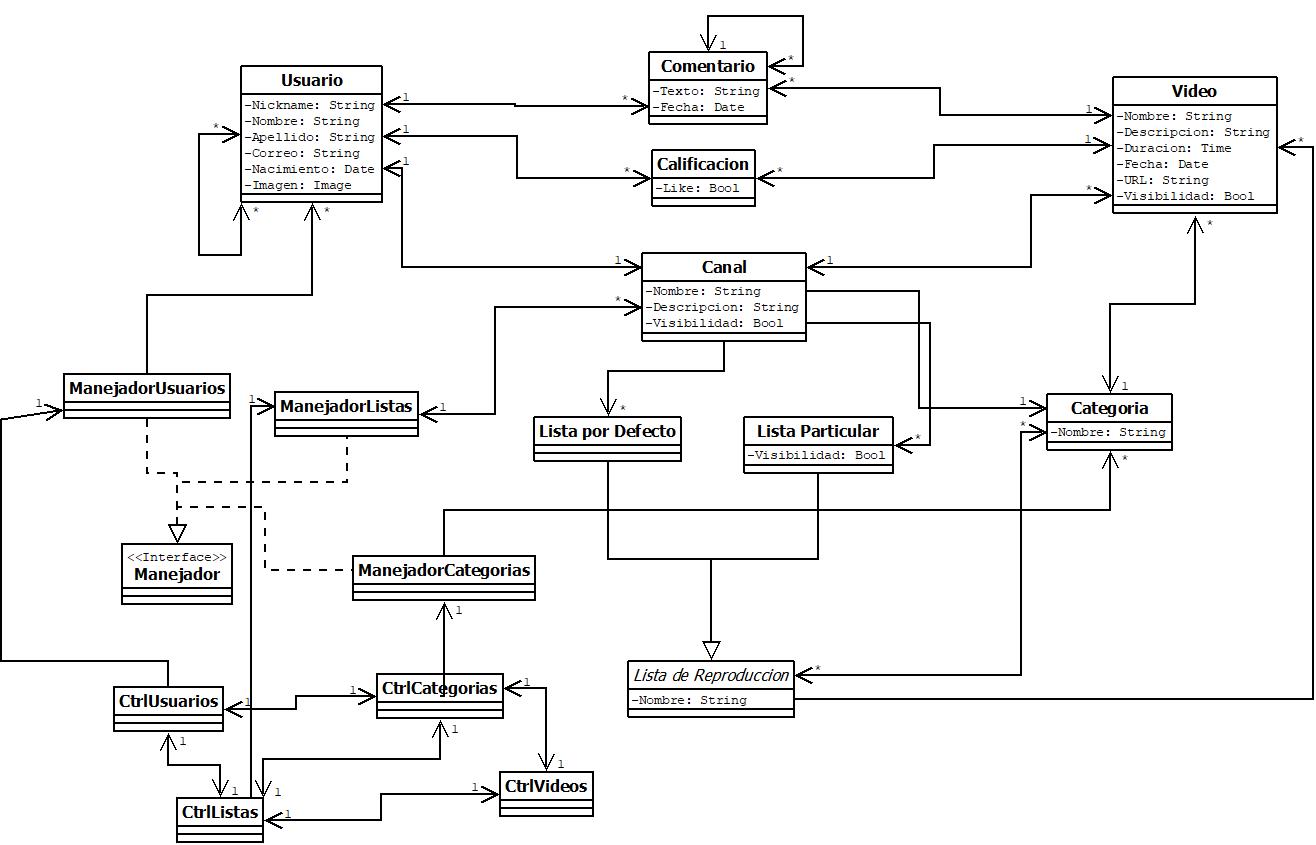 Usuario
-Nickname: String
-Nombre: String
-Apellido: String
-Correo: String
-Nacimiento: Date
-Imagen: Image
1
1
1
*
*
*
Comentario
-Texto: String
-Fecha: Date
1
*
*
*
Calificacion
-Like: Bool
*
*
Video
-Nombre: String
-Descripcion: String
-Duracion: Time
-Fecha: Date
-URL: String
-Visibilidad: Bool
1
1
*
*
*
Canal
-Nombre: String
-Descripcion: String
-Visibilidad: Bool
1
1
*
ManejadorUsuarios
1
ManejadorListas
1
1
Lista por Defecto
*
Lista Particular
-Visibilidad: Bool
*
Categoria
-Nombre: String
1
1
*
*
<<Interface>>
Manejador
ManejadorCategorias
1
Lista de Reproduccion
-Nombre: String
*
CtrlUsuarios
1
1
CtrlCategorias
1
1
1
CtrlListas
1
1
1
CtrlVideos
1
1